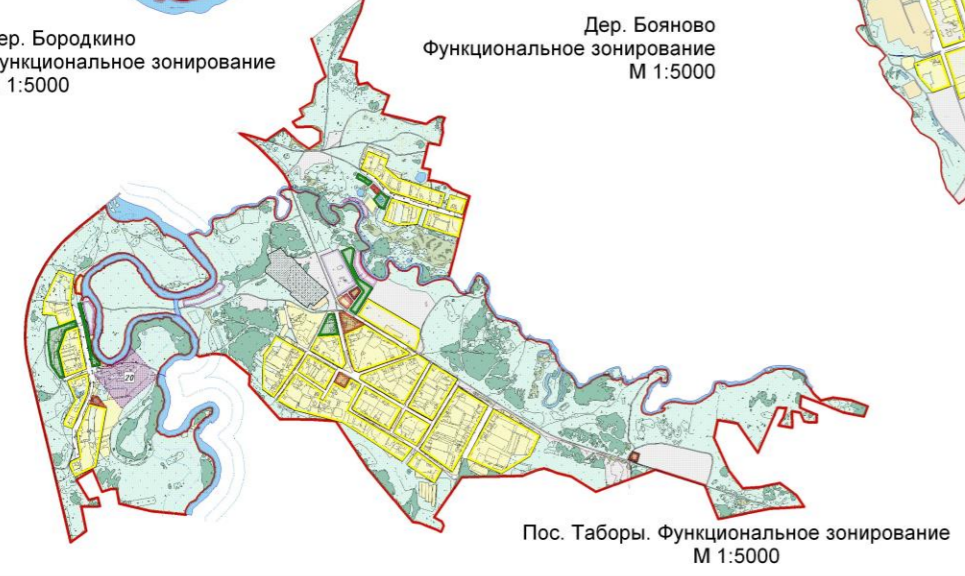 ер. Бородкино
ункциональное зонирование
1:5000
Дер. Бояново
Функциональное зонирование
М 1:5000
20
Пос. Таборы. Функциональное зонирование
М 1:5000